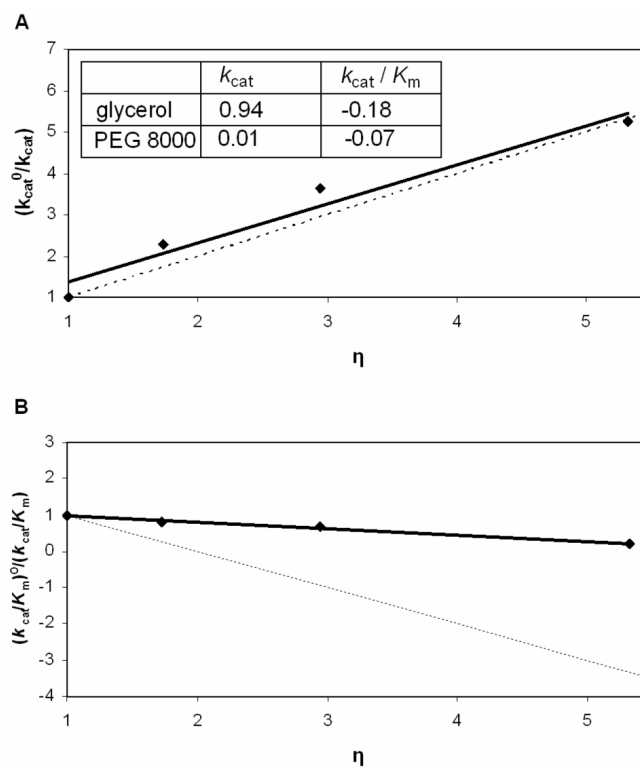 A
7
6
5
4
3
2
1
(kcat⁰/kcat)
kcat kcat / Km
glycerol 0.94 -0.18
PEG 8000 0.01 -0.07
1 2 3 4 5
η
B
3
2
1
0
-1
-2
-3
-4
(kcat/Km)⁰/(kcat/Km)
1 2 3 4 5
η